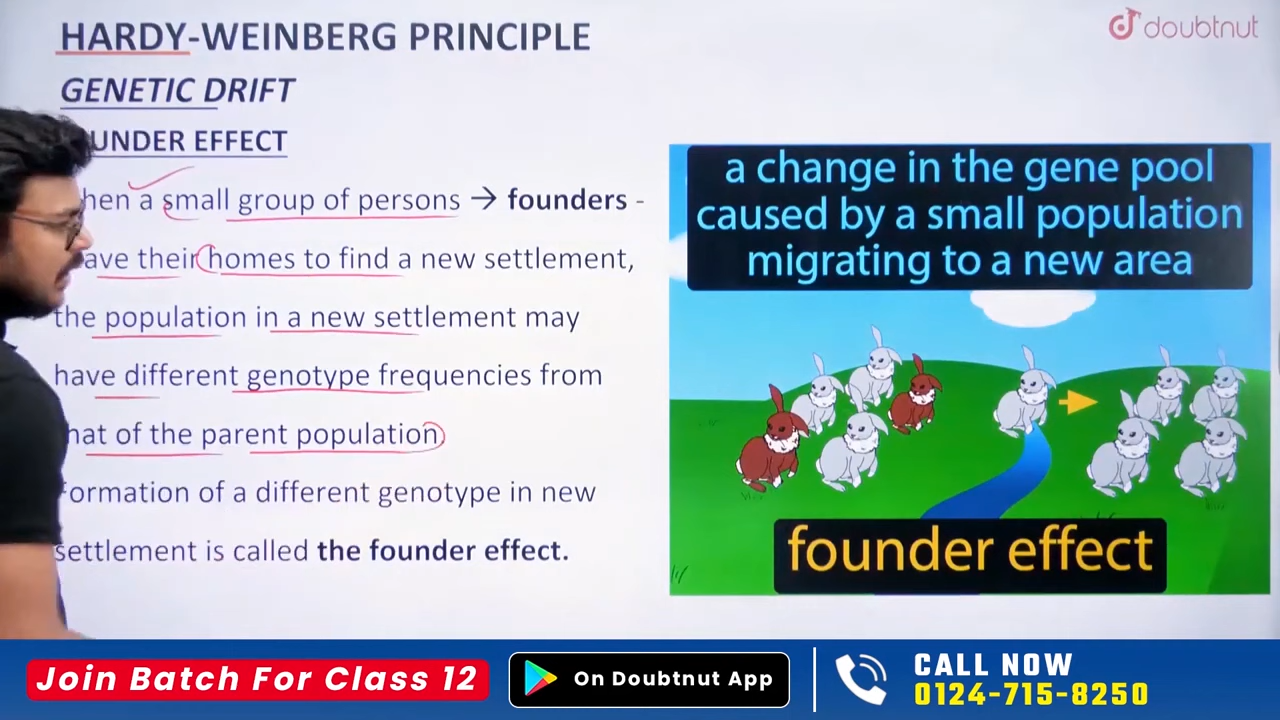 HARDY-WEINBERG PRINCIPLE
doubtnut
GENETIC DRIFT
UNDER EFFECT
hen a small group of persons → founders -
ave their homes to find a new settlement,
the population in a new settlement may
have different genotype frequencies from
hat of the parent population
formation of a different genotype in new
settlement is called the founder effect.
a change in the gene pool
caused by a small population
migrating to a new area
founder effect
Join Batch For Class 12
On Doubtnut App
CALL NOW
0124-715-8250